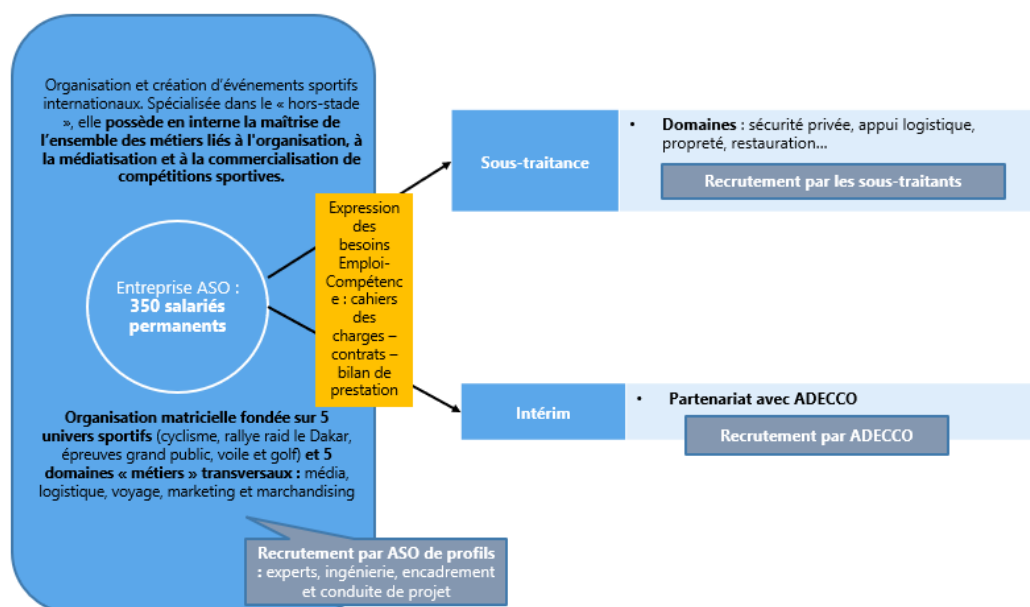 Organisation et création d'événements sportifs
internationaux. Spécialisée dans le « hors-stade
», elle possède en interne la maîtrise de
l'ensemble des métiers liés à l'organisation, à
la médiatisation et à la commercialisation de
compétitions sportives.
Entreprise ASO :
350 salariés
permanents
Organisation matricielle fondée sur 5
univers sportifs (cyclisme, rallye raid le Dakar,
épreuves grand public, voile et golf) et 5
domaines « métiers » transversaux : média,
logistique, voyage, marketing et marchandising
Recrutement par ASO de profils
: experts, ingénierie, encadrement
et conduite de projet
Expression
des
besoins
Emploi-
Compétenc
e : cahiers
des
charges –
contrats –
bilan de
prestation
Sous-traitance
• Domaines : sécurité privée, appui logistique,
propreté, restauration...
Recrutement par les sous-traitants
Intérim
• Partenariat avec ADECCO
Recrutement par ADECCO